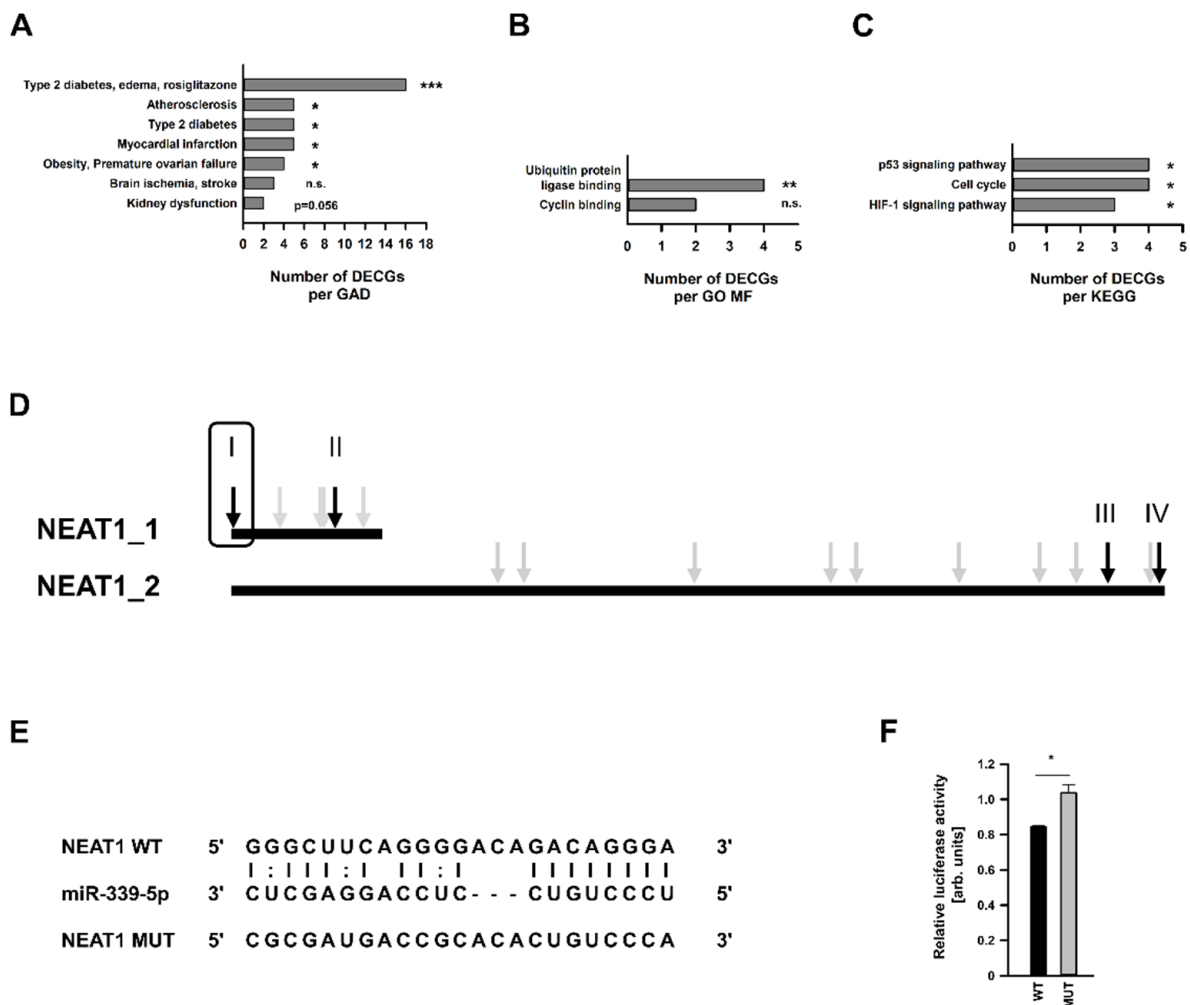 A
B
C
Type 2 diabetes, edema, rosiglitazone
***
Atherosclerosis
*
Type 2 diabetes
*
Myocardial infarction
*
Obesity, Premature ovarian failure
*
Brain ischemia, stroke
n.s.
Kidney dysfunction
p=0.056
0 2 4 6 8 10 12 14 16 18
Number of DECGs
per GAD
Ubiquitin protein
ligase binding
**
Cyclin binding
n.s.
0 1 2 3 4 5
Number of DECGs
per GO MF
p53 signaling pathway
*
Cell cycle
*
HIF-1 signaling pathway
*
0 1 2 3 4 5
Number of DECGs
per KEGG
D
I II
NEAT1_1
III IV
NEAT1_2
E
NEAT1 WT 5' GGGCUUCAGGGGACAGACAGGGA 3'
miR-339-5p 3' CUCGAGGACCUC---CUGUCCCU 5'
NEAT1 MUT 5' CGCGAUGACCGCACACUGUCCCA 3'
F
Relative luciferase activity
[arb. units]
1.2
1.0
0.8
0.6
0.4
0.2
0
*
WT
MUT